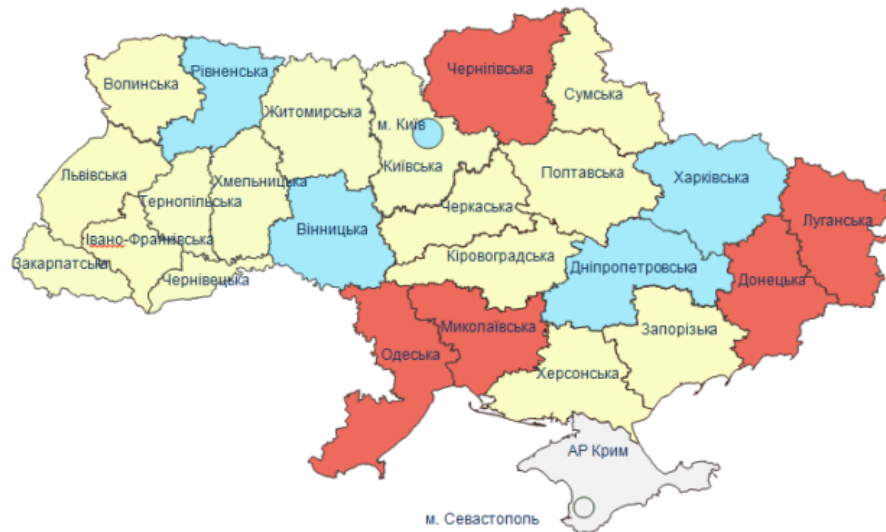 Чернігівська
Рівненська
Волинська
Сумська
Житомирська
м. Київ
Київська
Полтавська
Львівська
Хмельницька
Харківська
Тернопільська
Черкаська
Луганська
Вінницька
Івано-Франківська
Кіровоградська
Закарпатська
Дніпропетровська
Чернівецька
Донецька
Миколаївська
Запорізька
Одеська
Херсонська
АР Крим
м. Севастополь